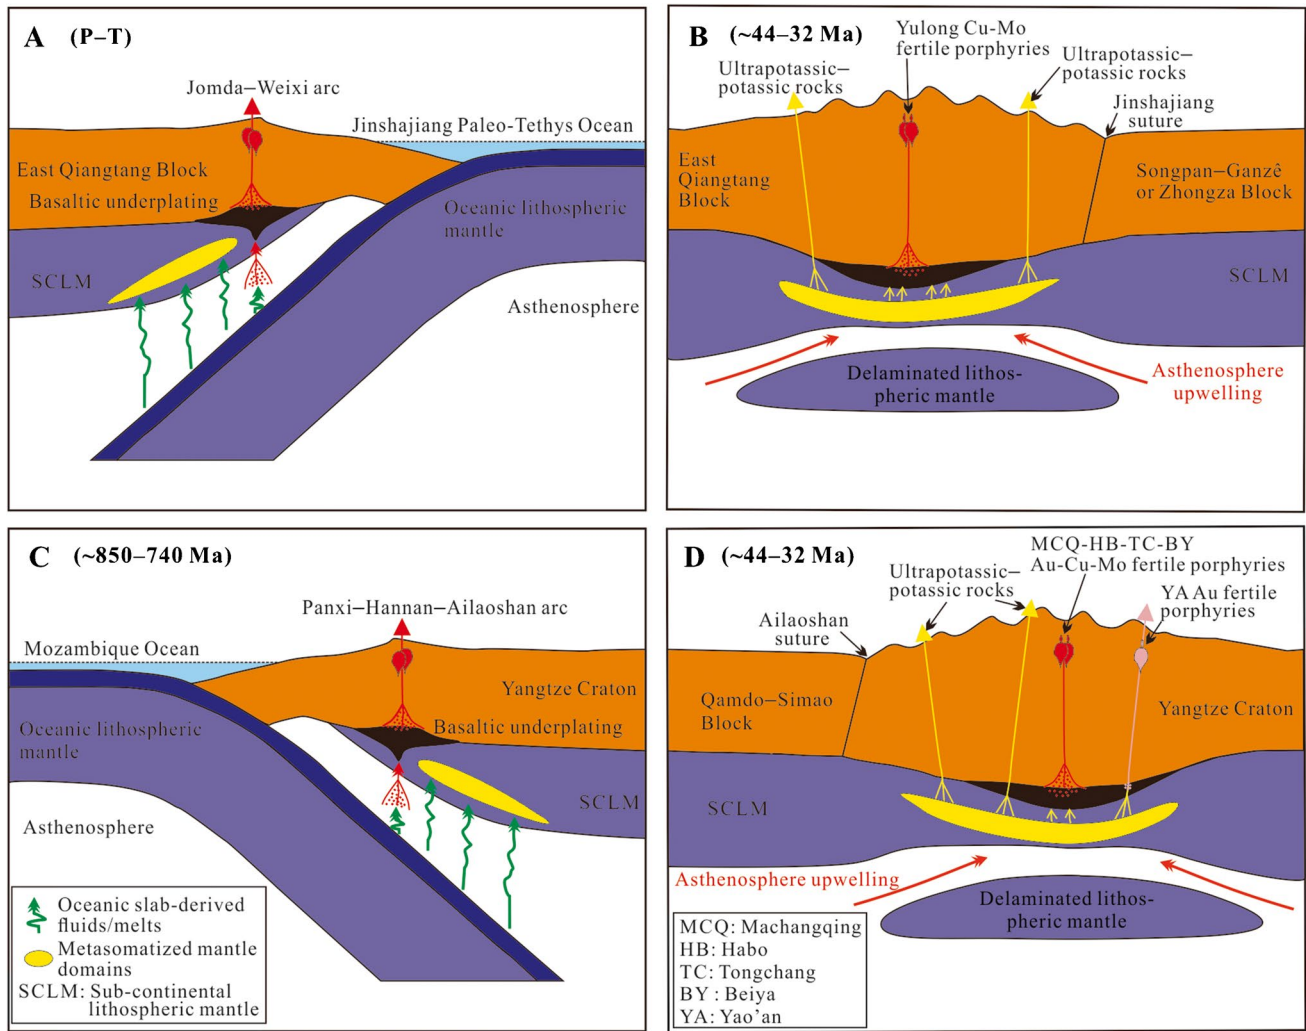 A (P–T)
Jomda–Weixi arc
Jinshajiang Paleo-Tethys Ocean
East Qiangtang Block
Basaltic underplating
Oceanic lithospheric
mantle
SCLM
Asthenosphere
B (~44–32 Ma)
Yulong Cu-Mo
fertile porphyries
Ultrapotassic–
potassic rocks
Ultrapotassic–
potassic rocks
Jinshajiang
suture
East
Qiangtang
Block
Songpan–Ganzê
or Zhongza Block
SCLM
Delaminated lithos-
pheric mantle
Asthenosphere
upwelling
C (~850–740 Ma)
Panxi–Hannan–Ailaoshan arc
Mozambique Ocean
Yangtze Craton
Basaltic underplating
Oceanic lithospheric
mantle
SCLM
Asthenosphere
Oceanic slab-derived
fluids/melts
Metasomatized mantle
domains
SCLM: Sub-continental
lithospheric mantle
D (~44–32 Ma)
MCQ-HB-TC-BY
Au-Cu-Mo fertile porphyries
Ultrapotassic–
potassic rocks
YA Au fertile
porphyries
Ailaoshan
suture
Qamdo–Simao
Block
Yangtze Craton
SCLM
Asthenosphere upwelling
Delaminated lithos-
pheric mantle
MCQ: Machangqing
HB: Habo
TC: Tongchang
BY : Beiya
YA: Yao'an